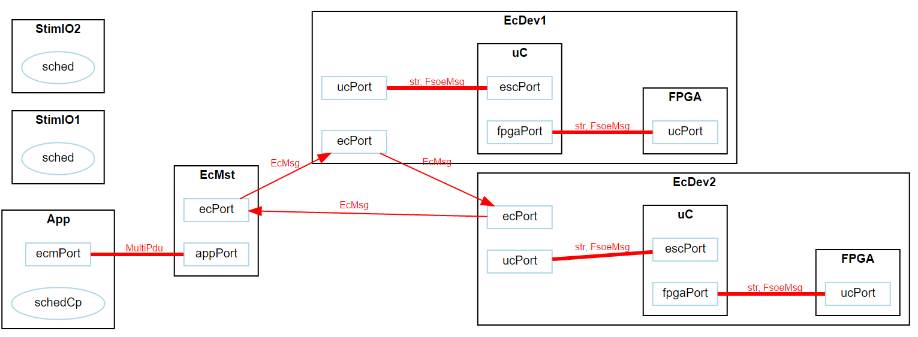 StimIO2
sched
StimIO1
sched
App
ecmPort
schedCp
MultiPdu
EcMst
ecPort
appPort
EcMsg
EcDev1
ucPort
str, FsoeMsg
ecPort
uC
escPort
fpgaPort
str, FsoeMsg
FPGA
ucPort
EcMsg
EcMsg
EcDev2
ecPort
ucPort
str, FsoeMsg
uC
escPort
fpgaPort
str, FsoeMsg
FPGA
ucPort